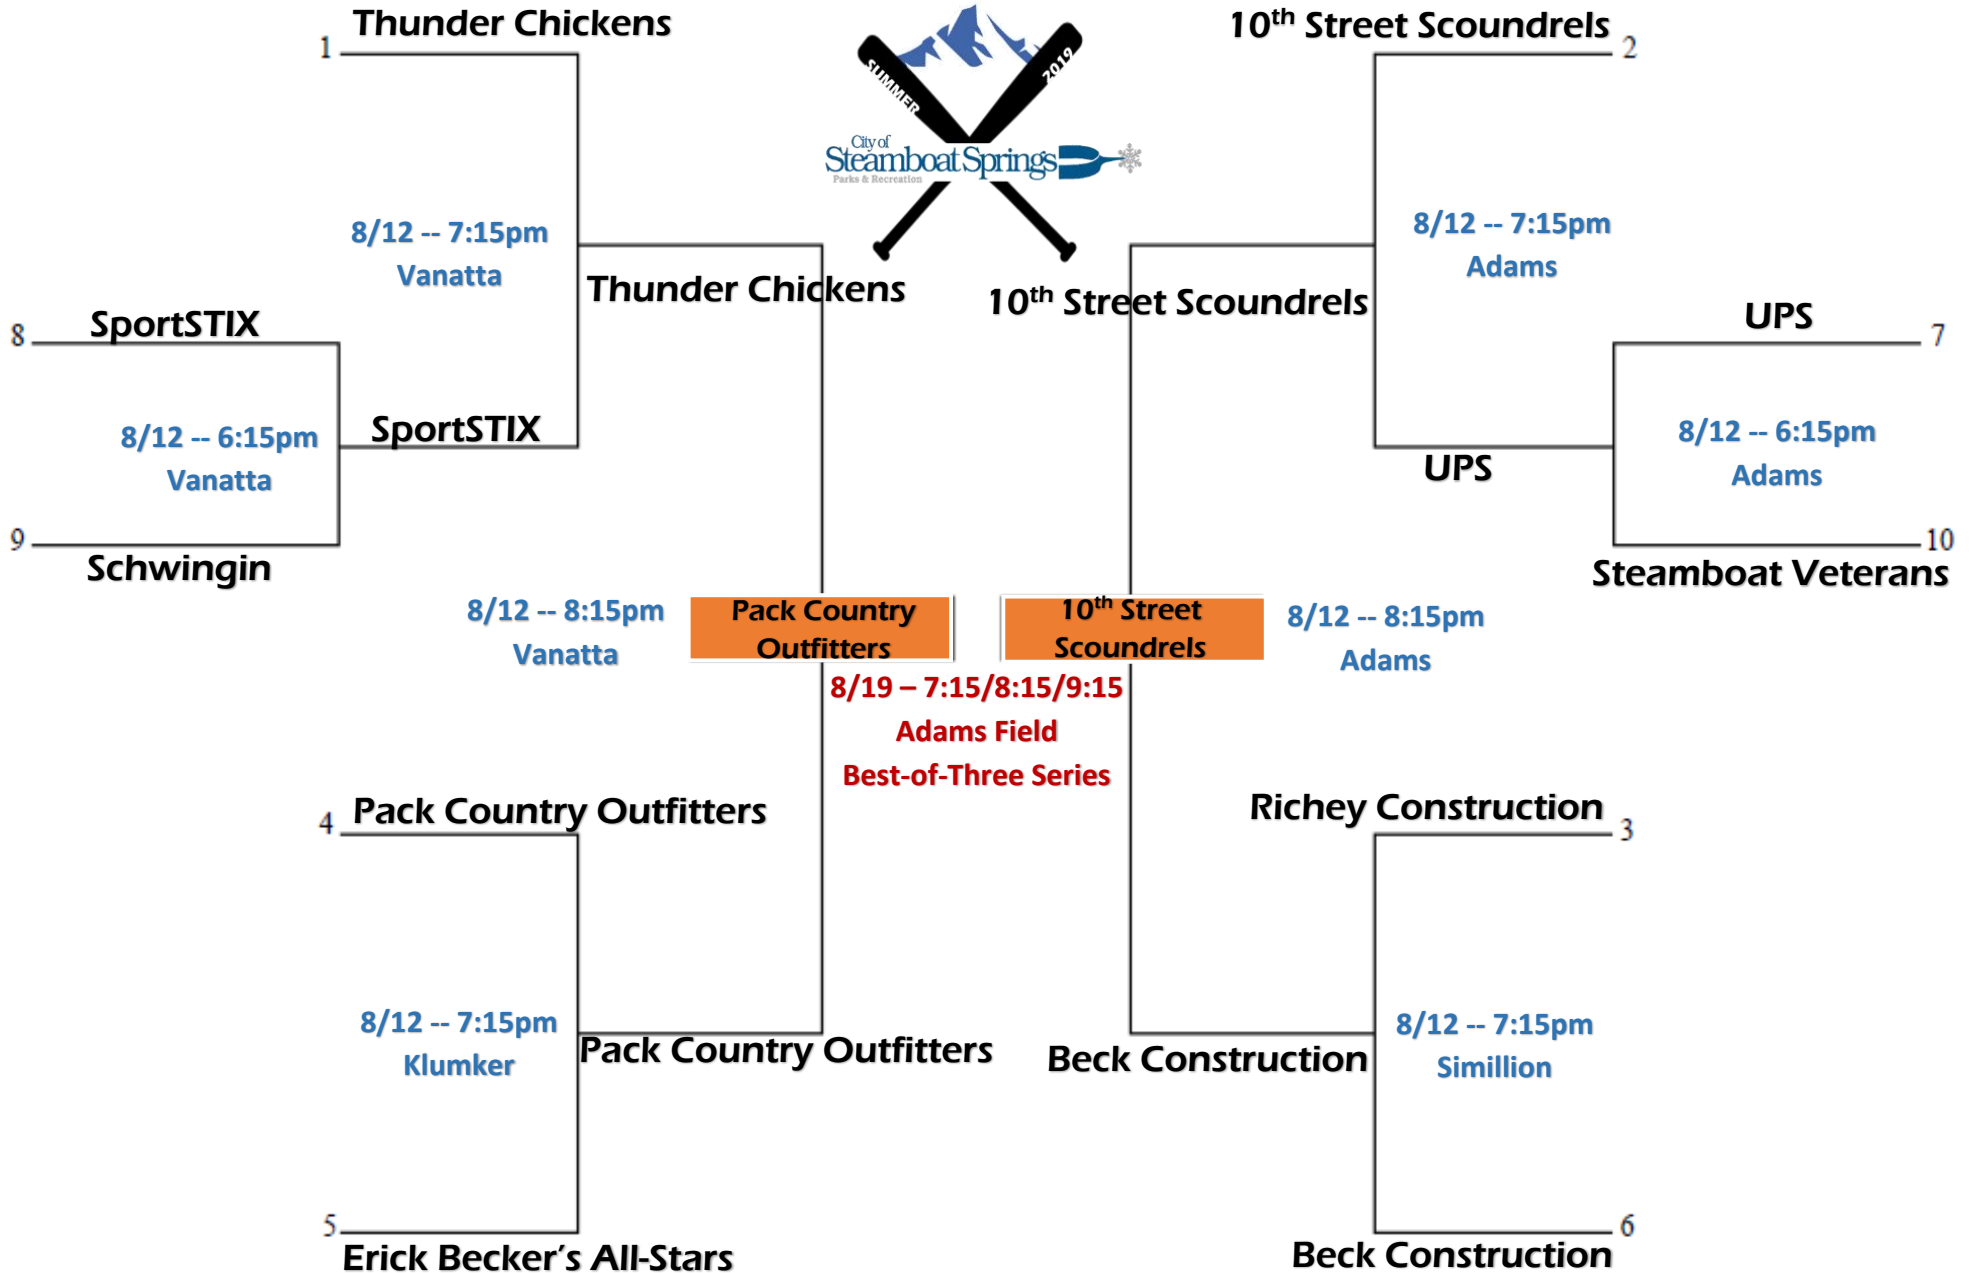 Thunder Chickens
1
10th Street Scoundrels
2
SUMMER
2019
City of
Steamboat Springs
Parks & Recreation
8/12 -- 7:15pm
Vanatta
8/12 -- 7:15pm
Adams
Thunder Chickens
10th Street Scoundrels
SportSTIX
8
UPS
7
8/12 -- 6:15pm
Vanatta
SportSTIX
UPS
8/12 -- 6:15pm
Adams
9
Schwingin
10
Steamboat Veterans
8/12 -- 8:15pm
Vanatta
Pack Country
Outfitters
10th Street
Scoundrels
8/12 -- 8:15pm
Adams
8/19 – 7:15/8:15/9:15
Adams Field
Best-of-Three Series
Pack Country Outfitters
4
Richey Construction
3
8/12 -- 7:15pm
Klumker
Pack Country Outfitters
Beck Construction
8/12 -- 7:15pm
Simillion
5
Erick Becker's All-Stars
6
Beck Construction